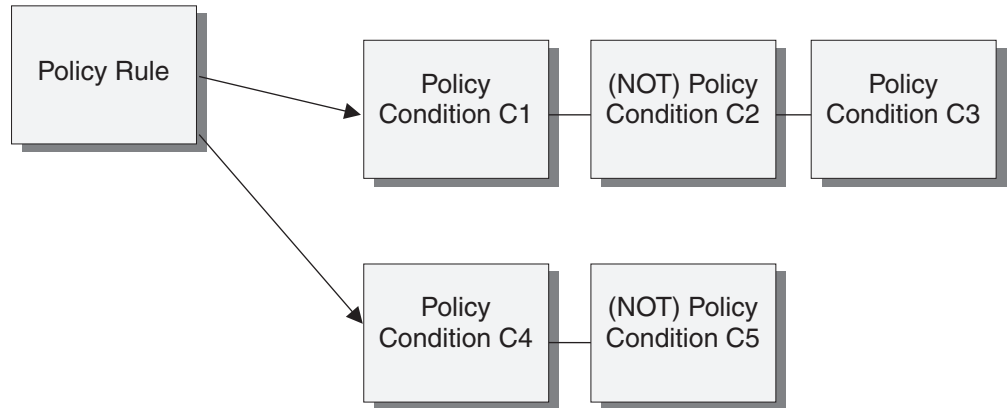 Policy Rule
Policy
Condition C1
(NOT) Policy
Condition C2
Policy
Condition C3
Policy
Condition C4
(NOT) Policy
Condition C5